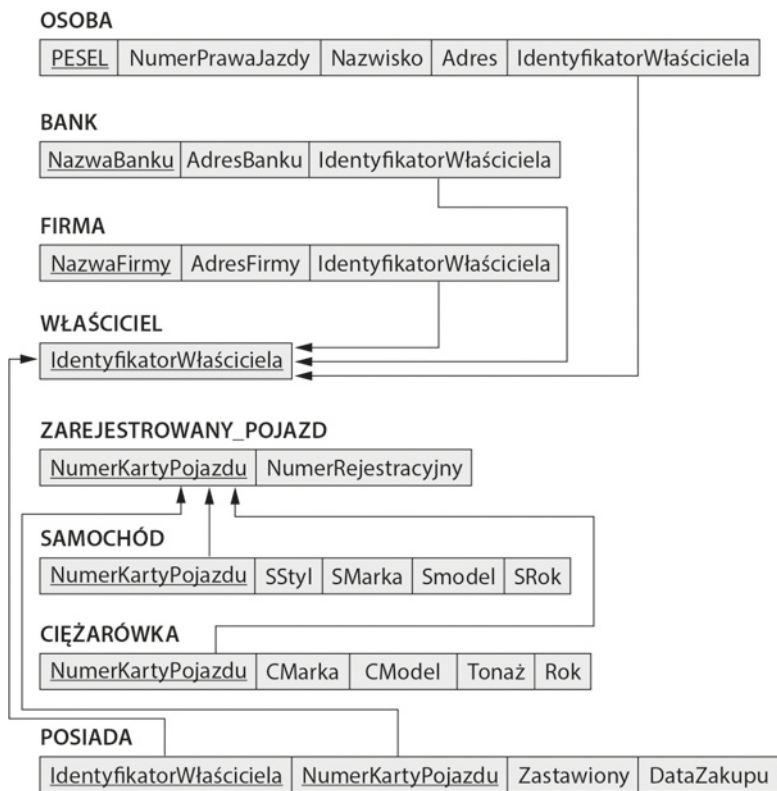 OSOBA
PESEL NumerPrawaJazdy Nazwisko Adres IdentyfikatorWłaściciela
BANK
NazwaBanku AdresBanku IdentyfikatorWłaściciela
FIRMA
NazwaFirmy AdresFirmy IdentyfikatorWłaściciela
WŁAŚCICIEL
IdentyfikatorWłaściciela
ZAREJESTROWANY_POJAZD
NumerKartyPojazdu NumerRejestracyjny
SAMOCHÓD
NumerKartyPojazdu SStyl SMarka Smodel SRok
CIĘŻARÓWKA
NumerKartyPojazdu CMarka CModel Tonaż Rok
POSIADA
IdentyfikatorWłaściciela NumerKartyPojazdu Zastawiony DataZakupu